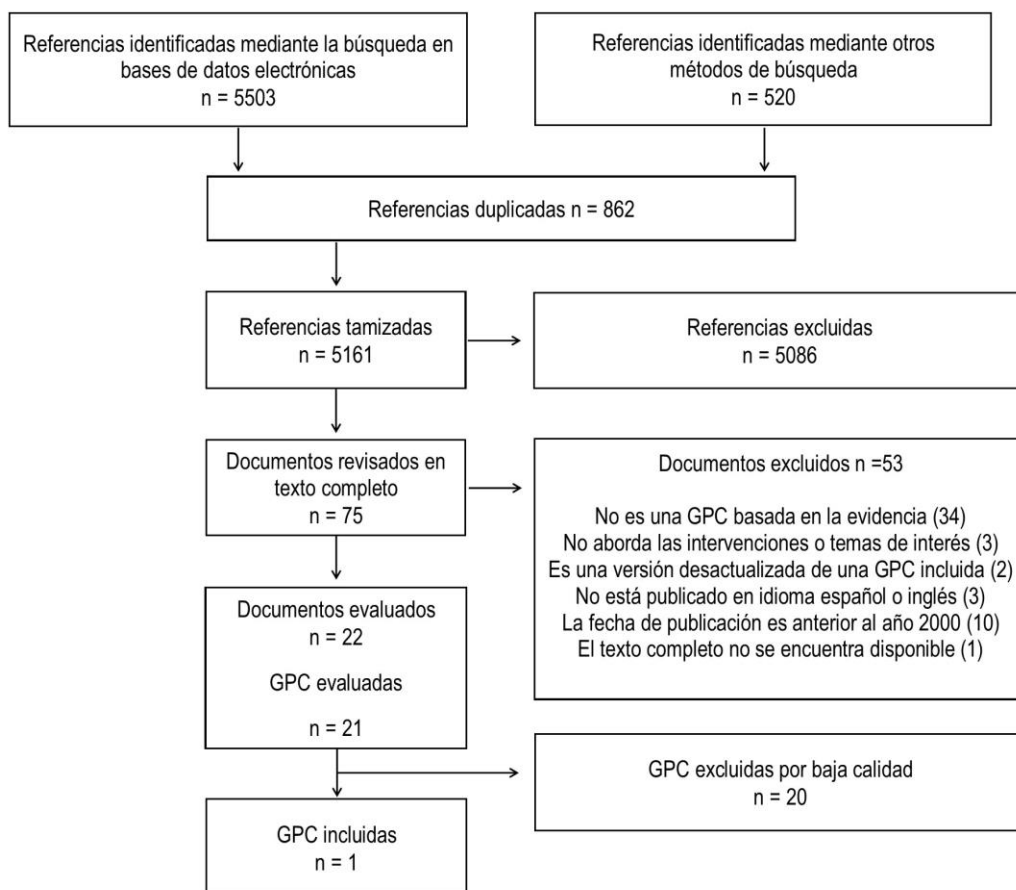 Referencias identificadas mediante la búsqueda en
bases de datos electrónicas
n = 5503
Referencias identificadas mediante otros
métodos de búsqueda
n = 520
Referencias duplicadas n = 862
Referencias tamizadas
n = 5161
Referencias excluidas
n = 5086
Documentos revisados en
texto completo
n = 75
Documentos excluidos n =53
No es una GPC basada en la evidencia (34)
No aborda las intervenciones o temas de interés (3)
Es una versión desactualizada de una GPC incluida (2)
No está publicado en idioma español o inglés (3)
La fecha de publicación es anterior al año 2000 (10)
El texto completo no se encuentra disponible (1)
Documentos evaluados
n = 22
GPC evaluadas
n = 21
GPC excluidas por baja calidad
n = 20
GPC incluidas
n = 1